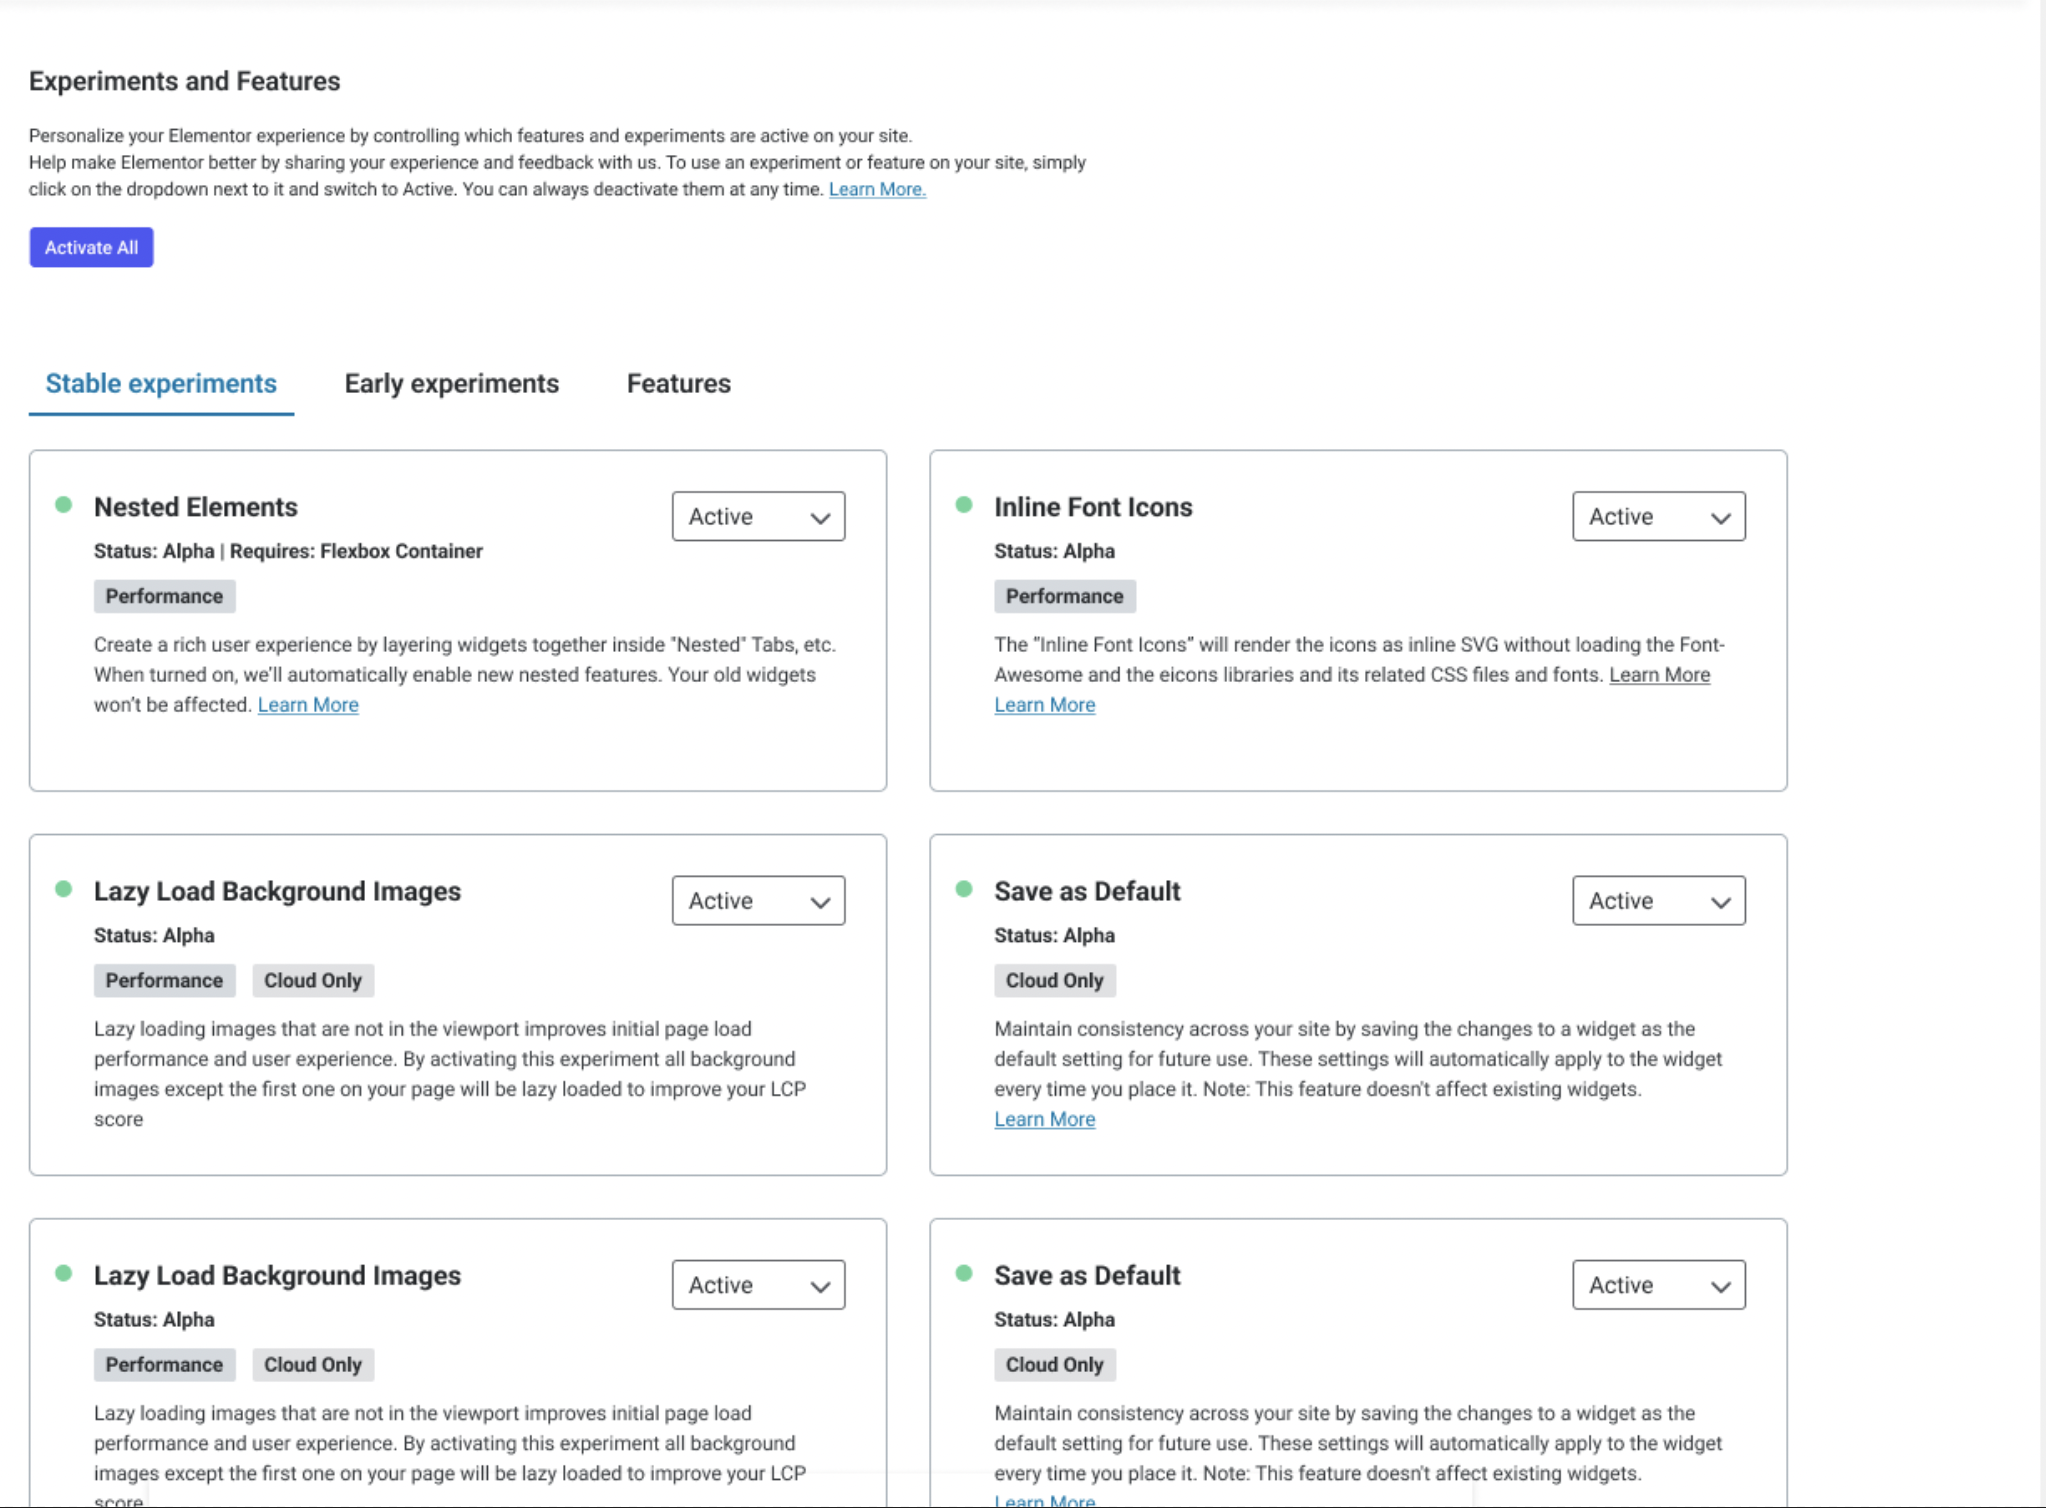 Experiments and Features
Personalize your Elementor experience by controlling which features and experiments are active on your site.
Help make Elementor better by sharing your experience and feedback with us. To use an experiment or feature on your site, simply
click on the dropdown next to it and switch to Active. You can always deactivate them at any time. Learn More.
Activate All
Stable experiments
Early experiments
Features
Nested Elements
Active
Status: Alpha | Requires: Flexbox Container
Performance
Create a rich user experience by layering widgets together inside "Nested" Tabs, etc.
When turned on, we'll automatically enable new nested features. Your old widgets
won't be affected. Learn More
Inline Font Icons
Active
Status: Alpha
Performance
The “Inline Font Icons” will render the icons as inline SVG without loading the Font-
Awesome and the eicons libraries and its related CSS files and fonts. Learn More
Learn More
Lazy Load Background Images
Active
Status: Alpha
Performance
Cloud Only
Lazy loading images that are not in the viewport improves initial page load
performance and user experience. By activating this experiment all background
images except the first one on your page will be lazy loaded to improve your LCP
score
Save as Default
Active
Status: Alpha
Cloud Only
Maintain consistency across your site by saving the changes to a widget as the
default setting for future use. These settings will automatically apply to the widget
every time you place it. Note: This feature doesn't affect existing widgets.
Learn More
Lazy Load Background Images
Active
Status: Alpha
Performance
Cloud Only
Lazy loading images that are not in the viewport improves initial page load
performance and user experience. By activating this experiment all background
images except the first one on your page will be lazy loaded to improve your LCP
score
Save as Default
Active
Status: Alpha
Cloud Only
Maintain consistency across your site by saving the changes to a widget as the
default setting for future use. These settings will automatically apply to the widget
every time you place it. Note: This feature doesn't affect existing widgets.
Learn More